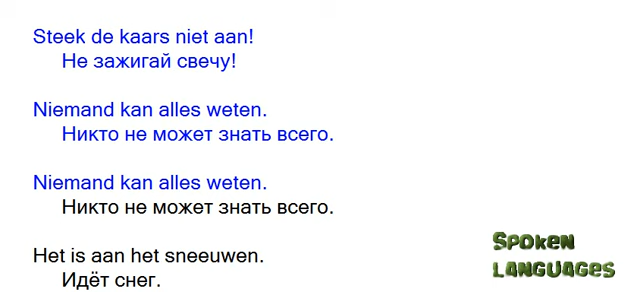 Steek de kaars niet aan!
Не зажигай свечу!
Niemand kan alles weten.
Никто не может знать всего.
Niemand kan alles weten.
Никто не может знать всего.
Het is aan het sneeuwen.
Идёт снег.
Spoken
Languages